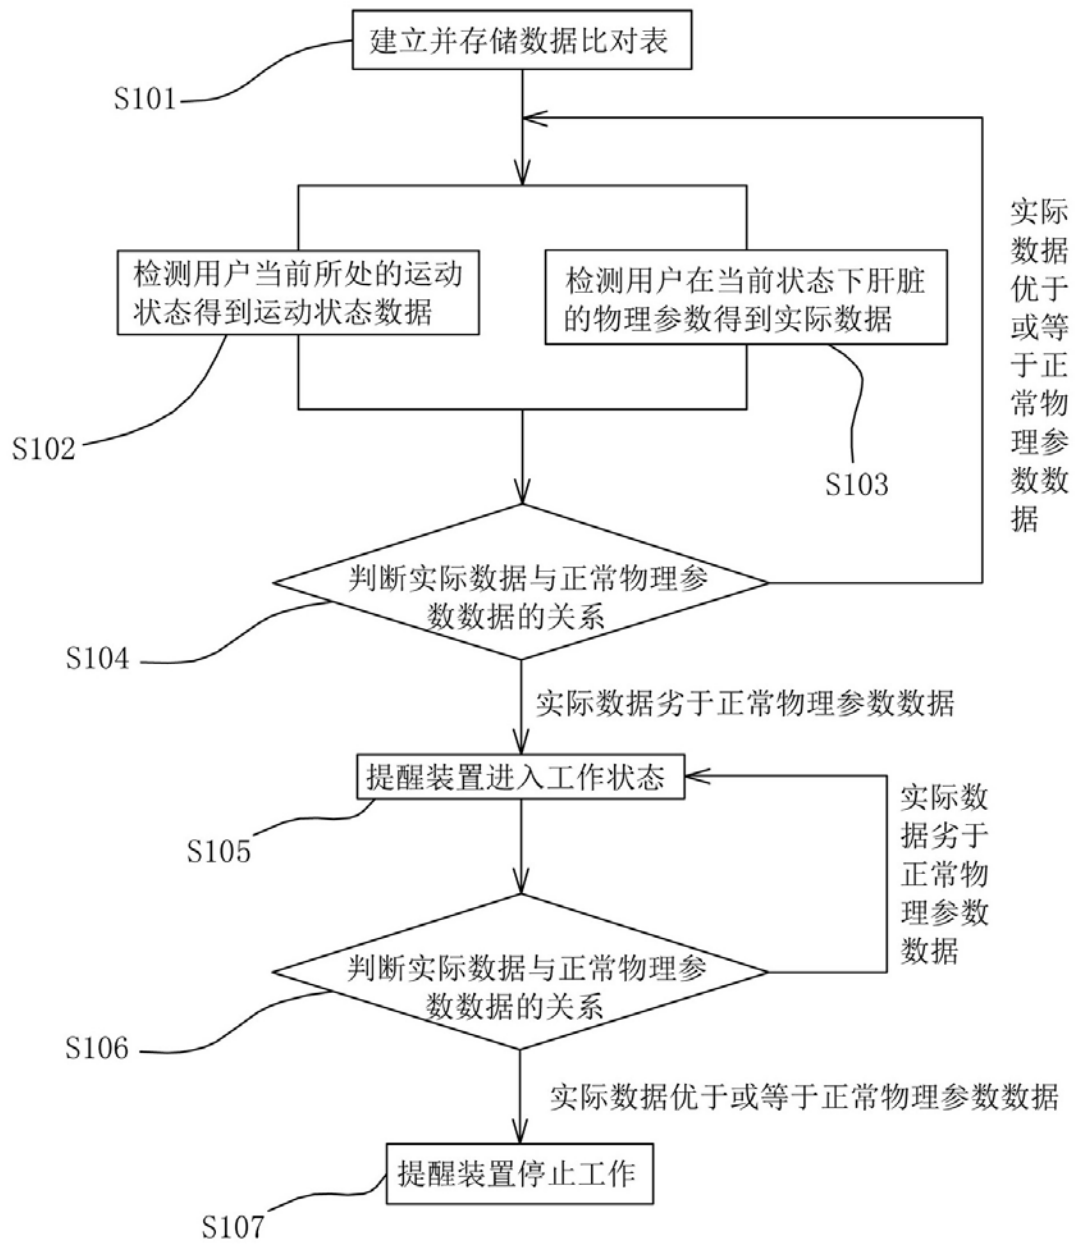 建立并存储数据比对表
S101
检测用户当前所处的运动
状态得到运动状态数据
检测用户在当前状态下肝脏
的物理参数得到实际数据
实际
数据
优于
或等
于正
常物
理参
数数
据
S102
S103
判断实际数据与正常物理参
数数据的关系
S104
实际数据劣于正常物理参数数据
提醒装置进入工作状态
S105
实际数
据劣于
正常物
理参数
数据
判断实际数据与正常物理参
数数据的关系
S106
实际数据优于或等于正常物理参数数据
提醒装置停止工作
S107